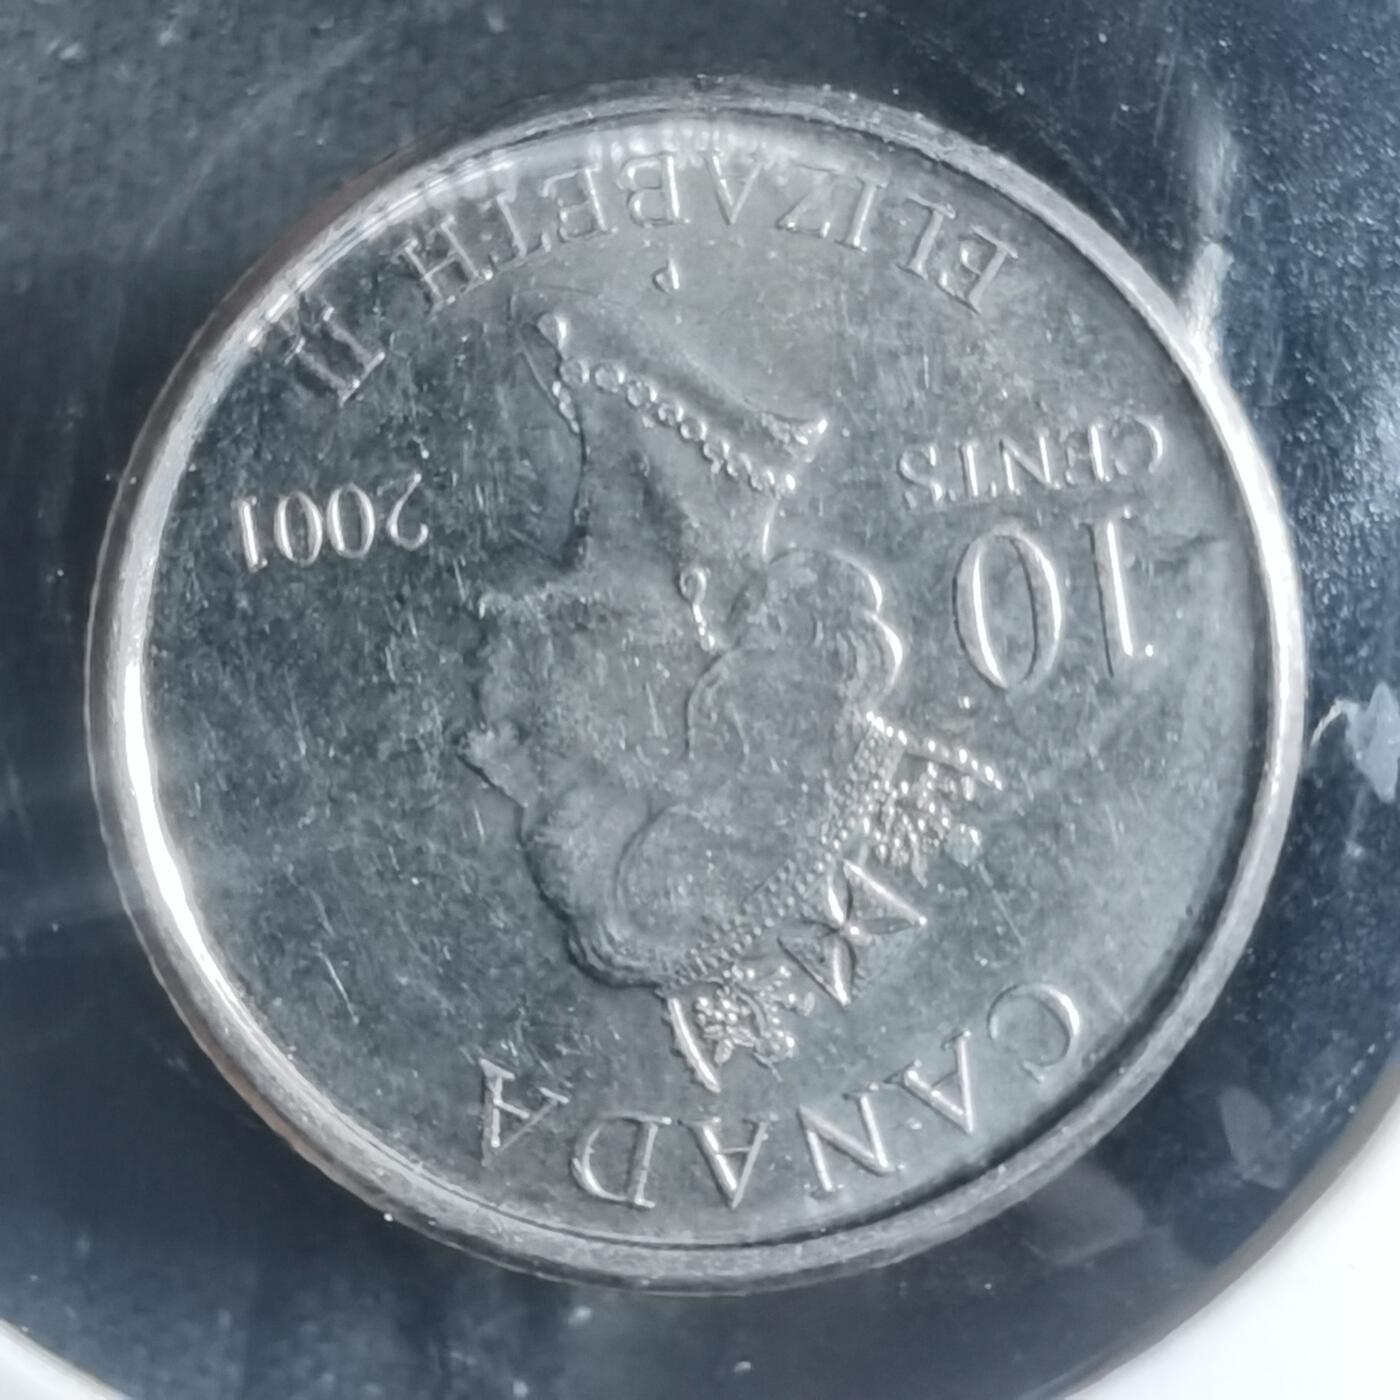 CANADA
10
CENTS
2001
P
ELIZABETH II